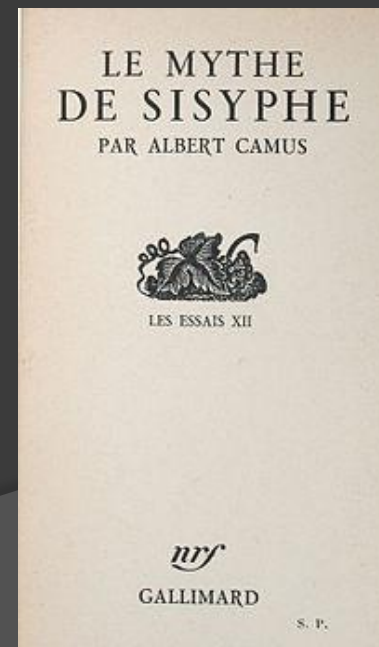 LE MYTHE
DE SISYPHE
PAR ALBERT CAMUS
LES ESSAIS XII
nrf
GALLIMARD
S. P.